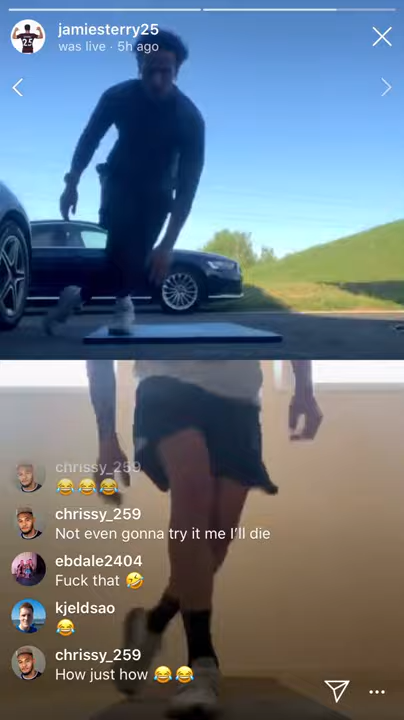 jamiesterry25
was live · 5h ago
25
chrissy_259
😂😂😂
chrissy_259
Not even gonna try it me I'll die
ebdale2404
Fuck that 🤣
kjeldsao
😂
chrissy_259
How just how 😂😂